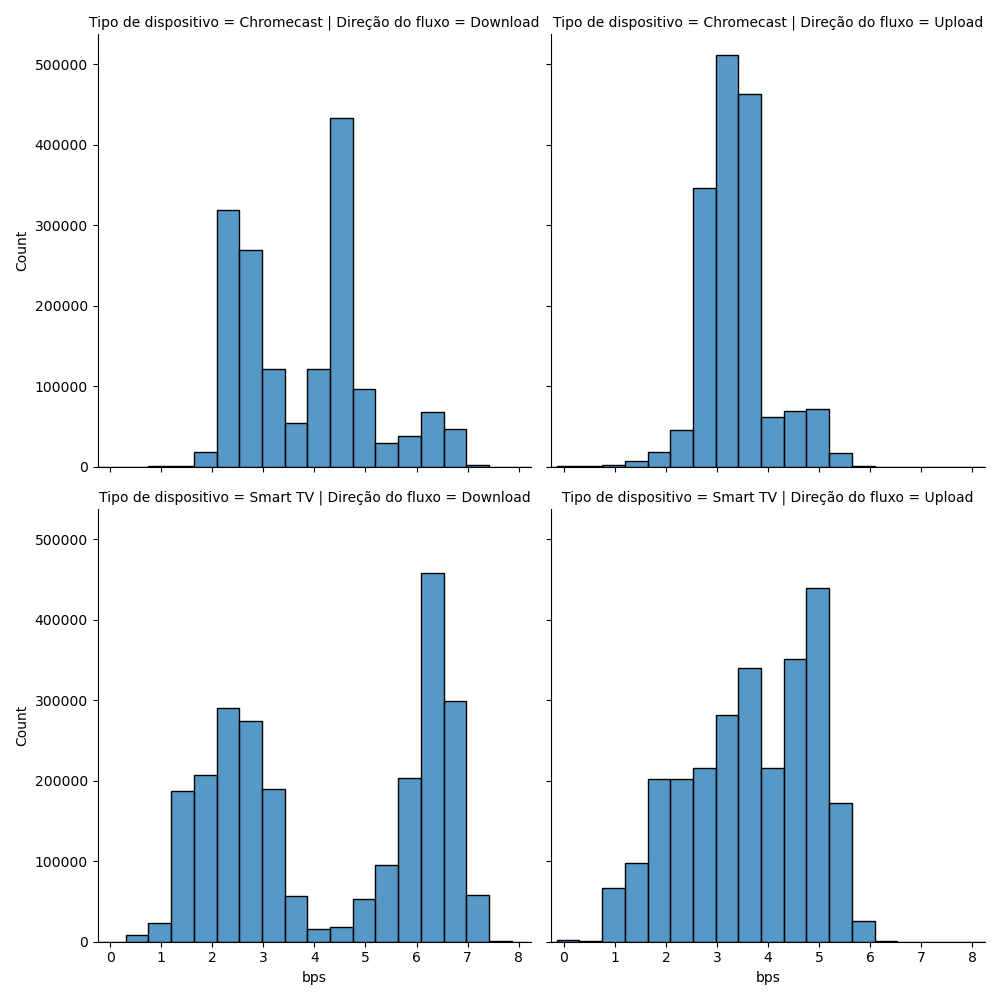 Tipo de dispositivo = Chromecast | Direção do fluxo = Download
Tipo de dispositivo = Chromecast | Direção do fluxo = Upload
500000
400000
300000
200000
100000
0
Count
Tipo de dispositivo = Smart TV | Direção do fluxo = Download
Tipo de dispositivo = Smart TV | Direção do fluxo = Upload
500000
400000
300000
200000
100000
0
Count
0 1 2 3 4 5 6 7 8
bps
0 1 2 3 4 5 6 7 8
bps